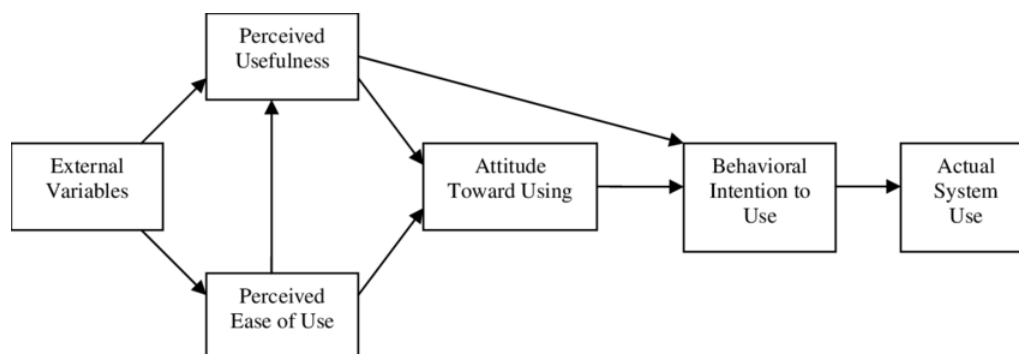 Perceived
Usefulness
External
Variables
Attitude
Toward Using
Behavioral
Intention to
Use
Actual
System
Use
Perceived
Ease of Use